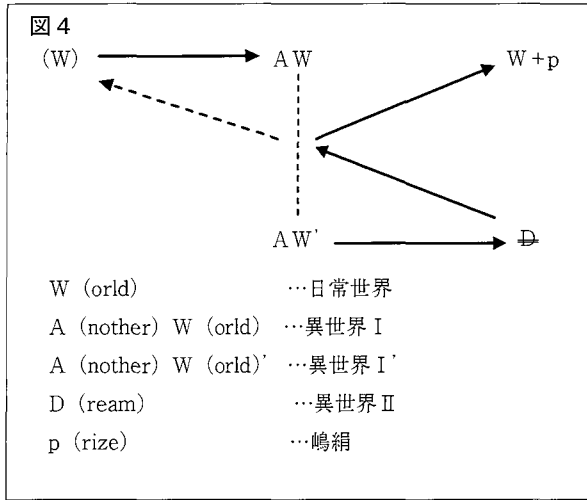 図4
(W) AW W+p
AW' D
W (orld) …日常世界
A (nother) W (orld) …異世界Ⅰ
A (nother) W (orld)' …異世界Ⅰ'
D (ream) …異世界Ⅱ
p (rize) …嶋絹